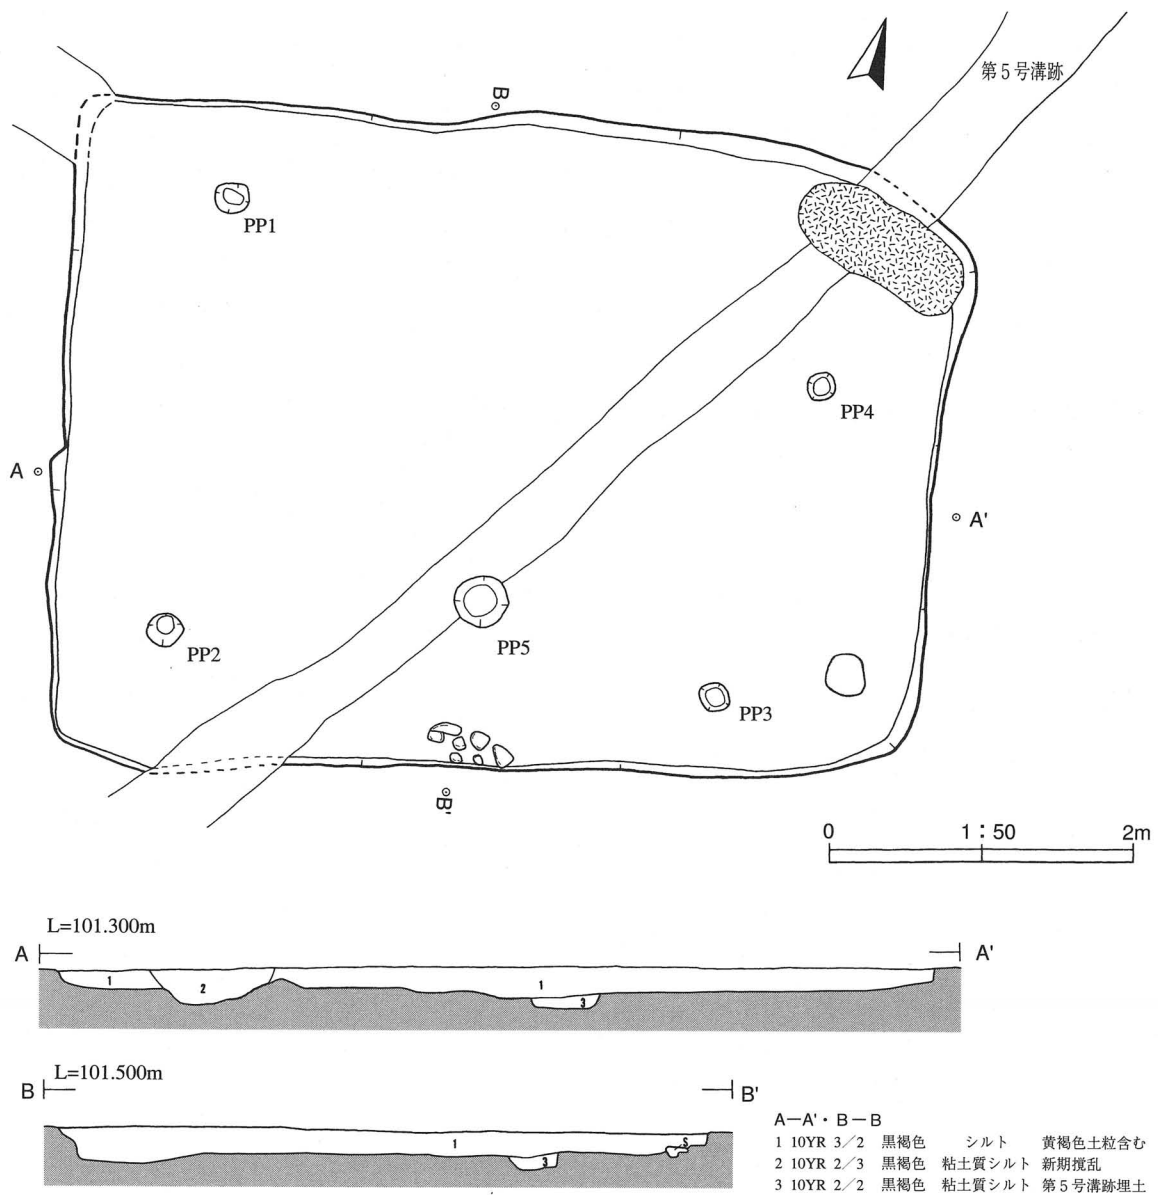 B
第5号溝跡
PP1
PP4
A
A'
PP2
PP5
PP3
B'
0 1:50 2m
L=101.300m
A A'
1 2 1 3
L=101.500m
B B'
1 3 S
A―A'・B―B
1 10YR 3/2 黒褐色 シルト 黄褐色土粒含む
2 10YR 2/3 黒褐色 粘土質シルト 新期撹乱
3 10YR 2/2 黒褐色 粘土質シルト 第5号溝跡埋土